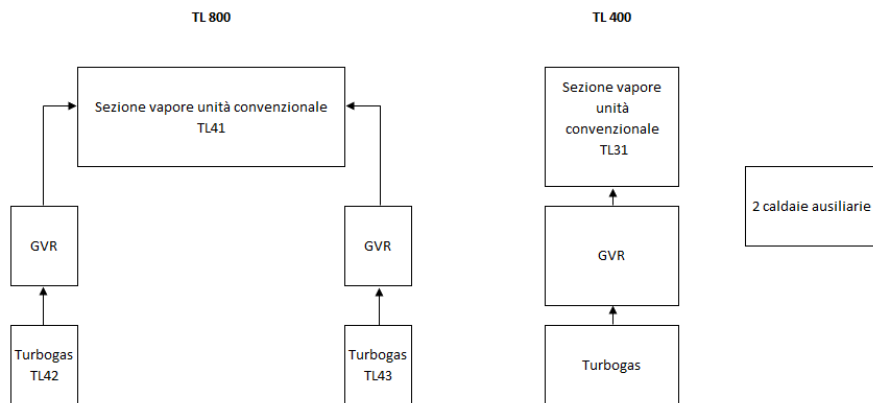 TL 800
TL 400
Sezione vapore unità convenzionale
TL41
Sezione vapore
unità
convenzionale
TL31
2 caldaie ausiliarie
GVR
GVR
GVR
Turbogas
TL42
Turbogas
TL43
Turbogas